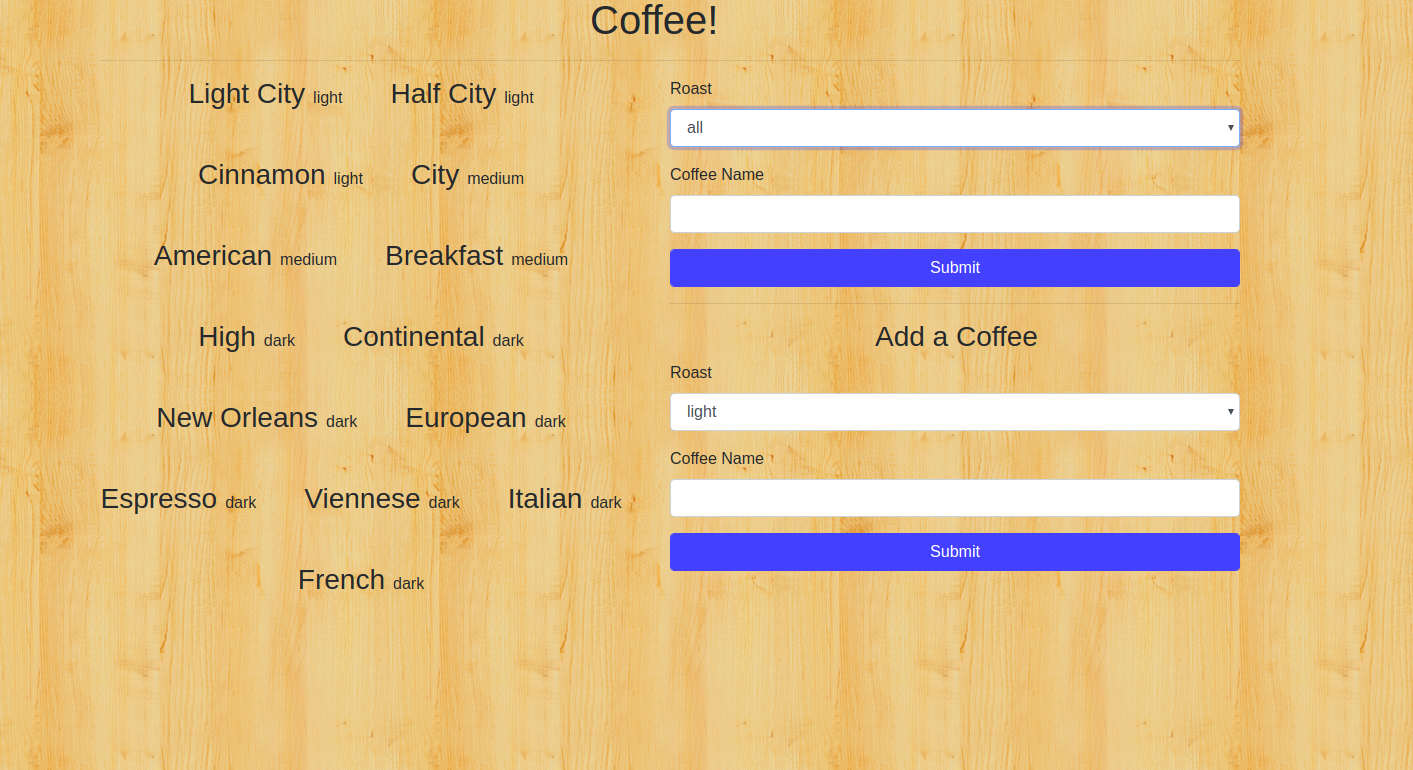 Coffee!
Light City light Half City light
Cinnamon light City medium
American medium Breakfast medium
High dark Continental dark
New Orleans dark European dark
Espresso dark Viennese dark Italian dark
French dark
Roast
all
Coffee Name
Submit
Add a Coffee
Roast
light
Coffee Name
Submit